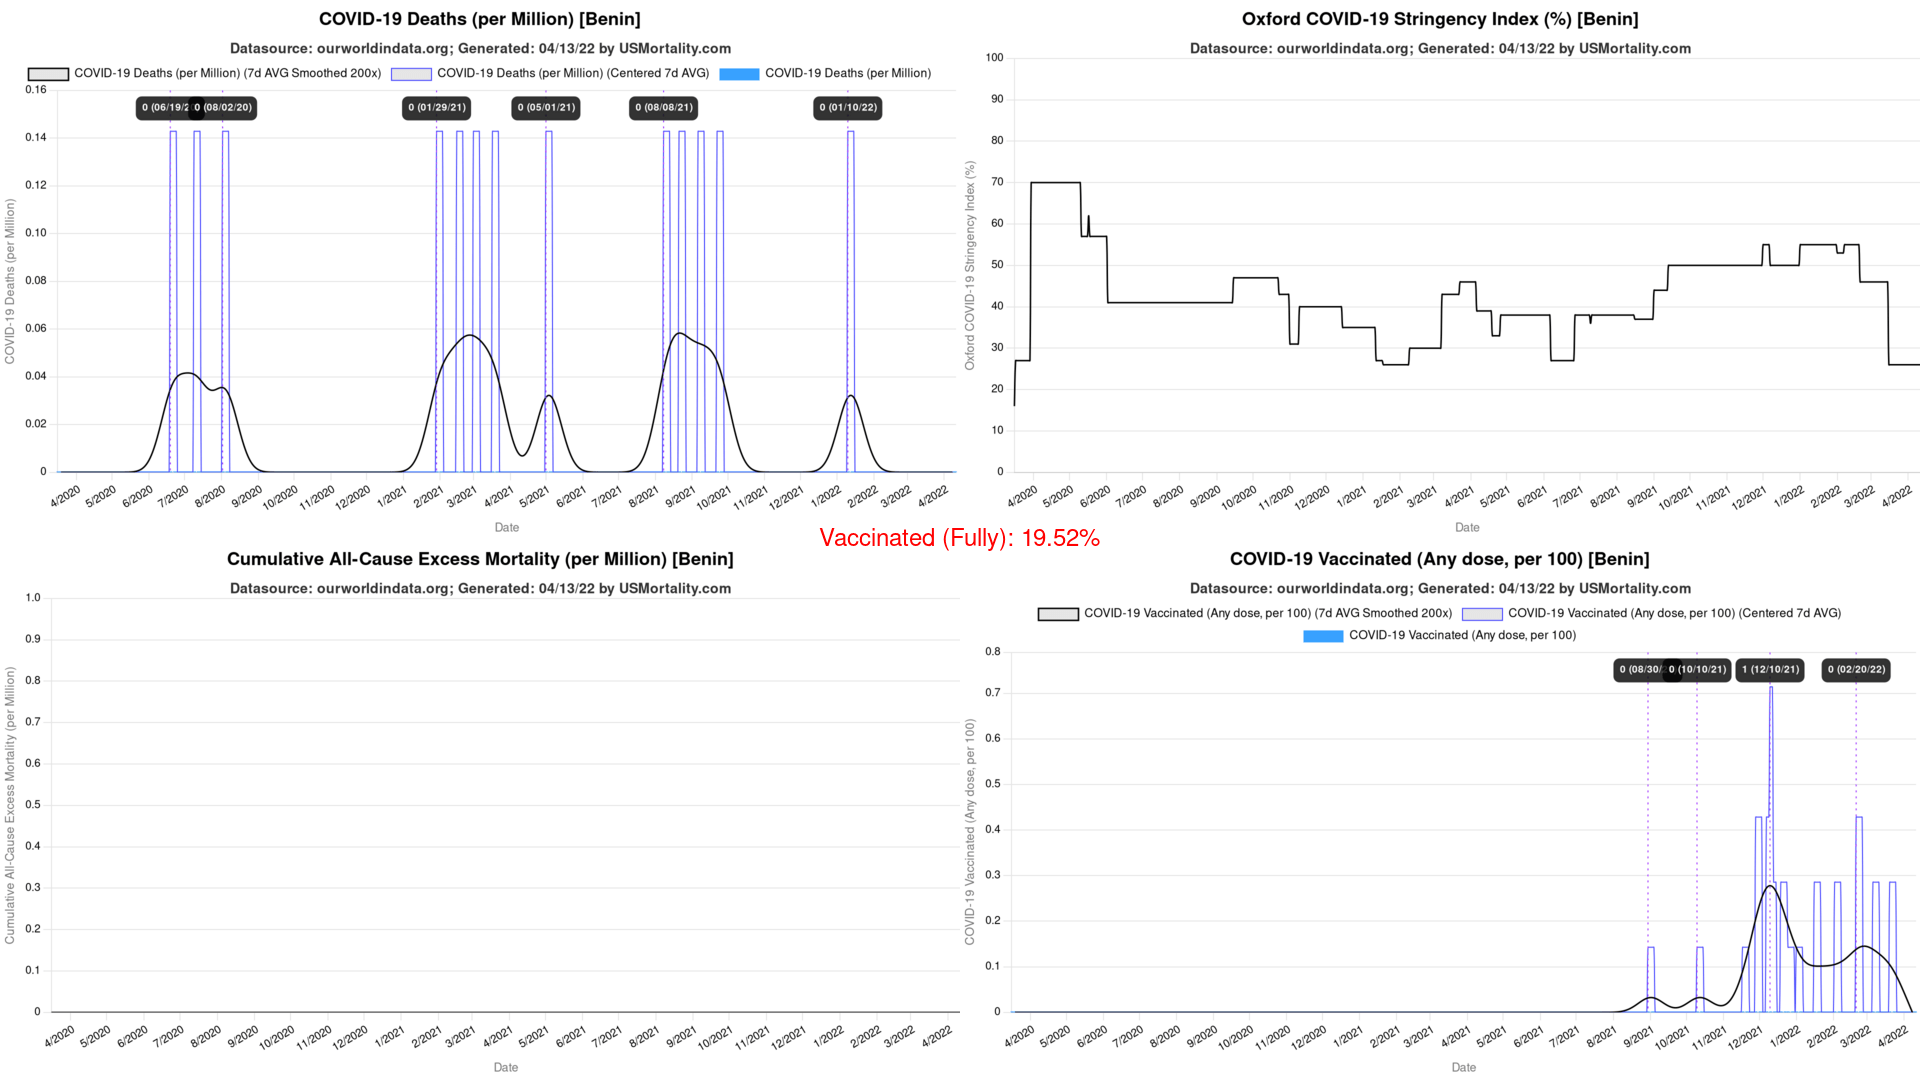 COVID-19 Deaths (per Million) [Benin]
Datasource: ourworldindata.org; Generated: 04/13/22 by USMortality.com
COVID-19 Deaths (per Million) (7d AVG Smoothed 200x) COVID-19 Deaths (per Million) (Centered 7d AVG) COVID-19 Deaths (per Million)
0.16
0.14
0.12
0.10
0.08
0.06
0.04
0.02
0
COVID-19 Deaths (per Million)
0 (06/19/2 0 (08/02/20) 0 (01/29/21) 0 (05/01/21) 0 (08/08/21) 0 (01/10/22)
4/2020 5/2020 6/2020 7/2020 8/2020 9/2020 10/2020 11/2020 12/2020 1/2021 2/2021 3/2021 4/2021 5/2021 6/2021 7/2021 8/2021 9/2021 10/2021 11/2021 12/2021 1/2022 2/2022 3/2022 4/2022
Date
Oxford COVID-19 Stringency Index (%) [Benin]
Datasource: ourworldindata.org; Generated: 04/13/22 by USMortality.com
100
90
80
70
60
50
40
30
20
10
0
Oxford COVID-19 Stringency Index (%)
4/2020 5/2020 6/2020 7/2020 8/2020 9/2020 10/2020 11/2020 12/2020 1/2021 2/2021 3/2021 4/2021 5/2021 6/2021 7/2021 8/2021 9/2021 10/2021 11/2021 12/2021 1/2022 2/2022 3/2022 4/2022
Date
Vaccinated (Fully): 19.52%
Cumulative All-Cause Excess Mortality (per Million) [Benin]
Datasource: ourworldindata.org; Generated: 04/13/22 by USMortality.com
1.0
0.9
0.8
0.7
0.6
0.5
0.4
0.3
0.2
0.1
0
Cumulative All-Cause Excess Mortality (per Million)
4/2020 5/2020 6/2020 7/2020 8/2020 9/2020 10/2020 11/2020 12/2020 1/2021 2/2021 3/2021 4/2021 5/2021 6/2021 7/2021 8/2021 9/2021 10/2021 11/2021 12/2021 1/2022 2/2022 3/2022 4/2022
Date
COVID-19 Vaccinated (Any dose, per 100) [Benin]
Datasource: ourworldindata.org; Generated: 04/13/22 by USMortality.com
COVID-19 Vaccinated (Any dose, per 100) (7d AVG Smoothed 200x) COVID-19 Vaccinated (Any dose, per 100) (Centered 7d AVG)
COVID-19 Vaccinated (Any dose, per 100)
0.8
0.7
0.6
0.5
0.4
0.3
0.2
0.1
0
COVID-19 Vaccinated (Any dose, per 100)
0 (08/30/ 0 (10/10/21) 1 (12/10/21) 0 (02/20/22)
4/2020 5/2020 6/2020 7/2020 8/2020 9/2020 10/2020 11/2020 12/2020 1/2021 2/2021 3/2021 4/2021 5/2021 6/2021 7/2021 8/2021 9/2021 10/2021 11/2021 12/2021 1/2022 2/2022 3/2022 4/2022
Date